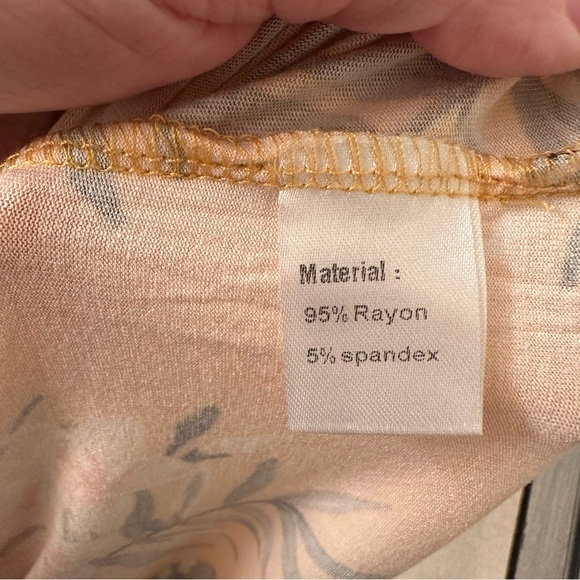 Material :
95% Rayon
5% spandex